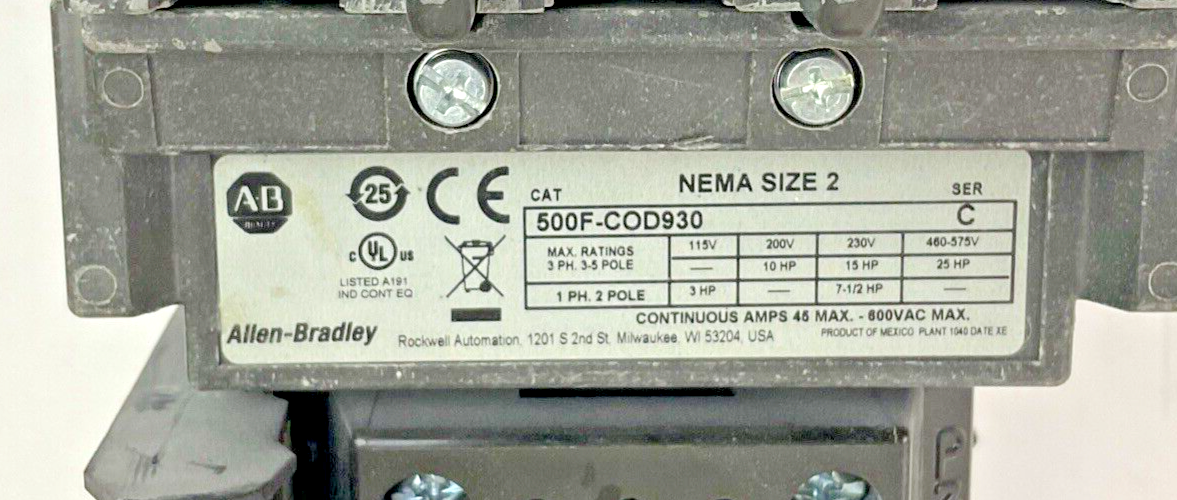 AB
QUALITY
25
CE
CAT
NEMA SIZE 2
SER
500F-COD930
C
MAX. RATINGS 115V 200V 230V 460-575V
3 PH. 3-5 POLE — 10 HP 15 HP 25 HP
1 PH. 2 POLE 3 HP — 7-1/2 HP —
C UL US
LISTED A191
IND CONT EQ
CONTINUOUS AMPS 45 MAX. - 600VAC MAX.
Allen-Bradley
Rockwell Automation, 1201 S 2nd St, Milwaukee, WI 53204, USA
PRODUCT OF MEXICO PLANT 1040 DATE XE